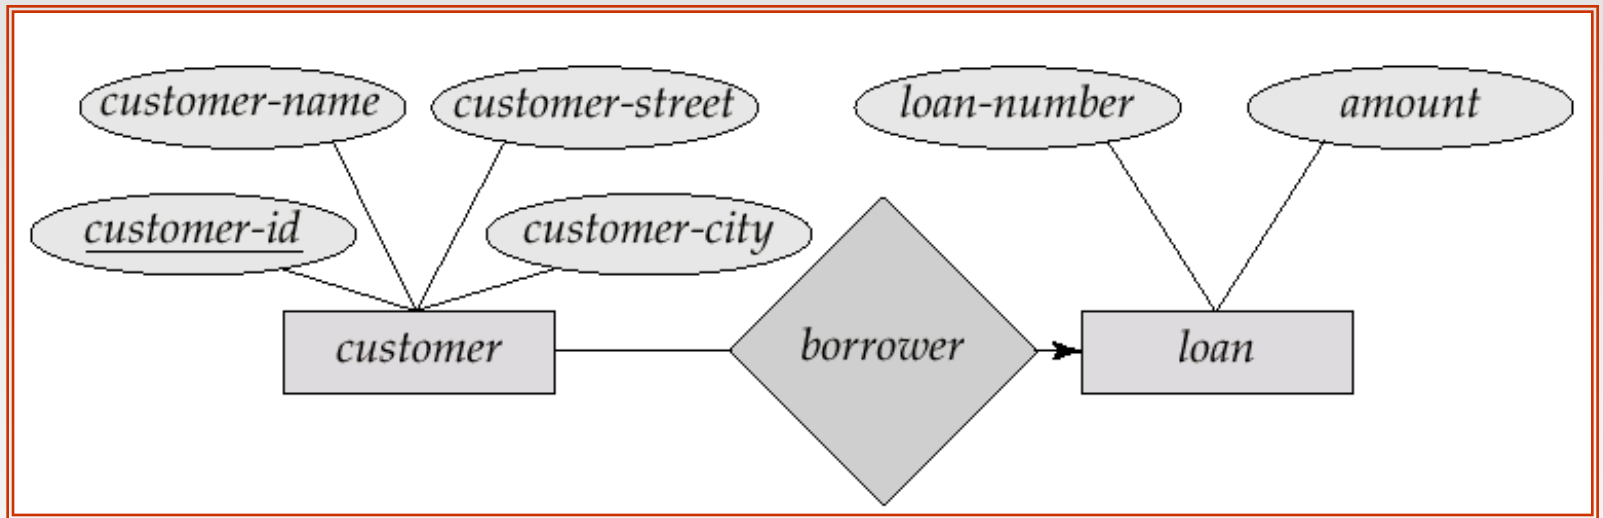 customer-name
customer-street
loan-number
amount
customer-id
customer-city
customer
borrower
loan